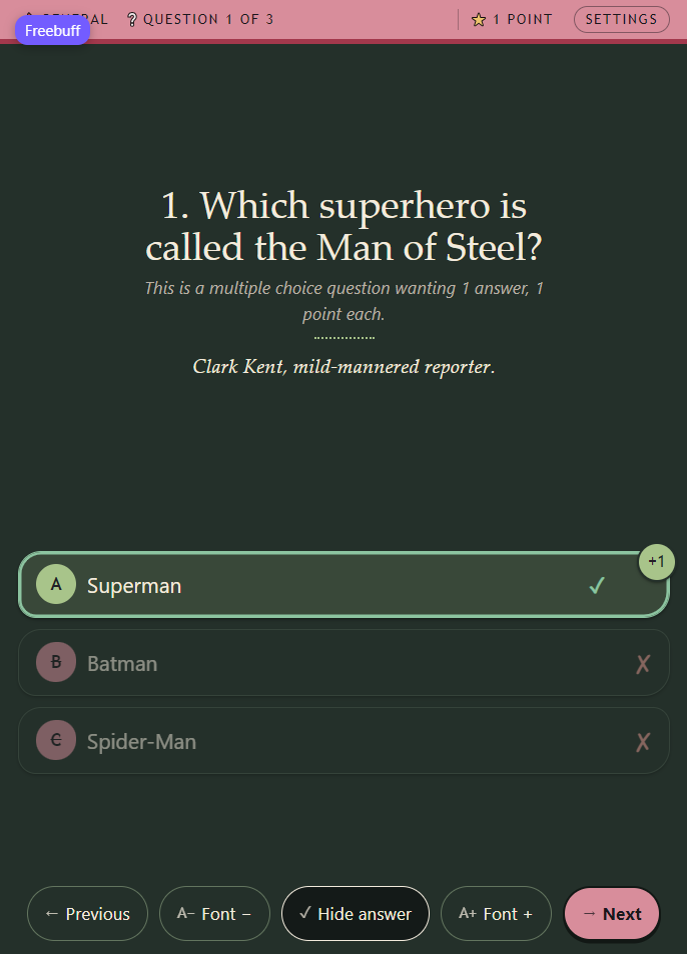 Freebuff
QUESTION 1 OF 3
1 POINT
SETTINGS
1. Which superhero is
called the Man of Steel?
This is a multiple choice question wanting 1 answer, 1
point each.
Clark Kent, mild-mannered reporter.
+1
A Superman ✓
B Batman ✗
C Spider-Man ✗
← Previous
A− Font −
✓ Hide answer
A+ Font +
→ Next